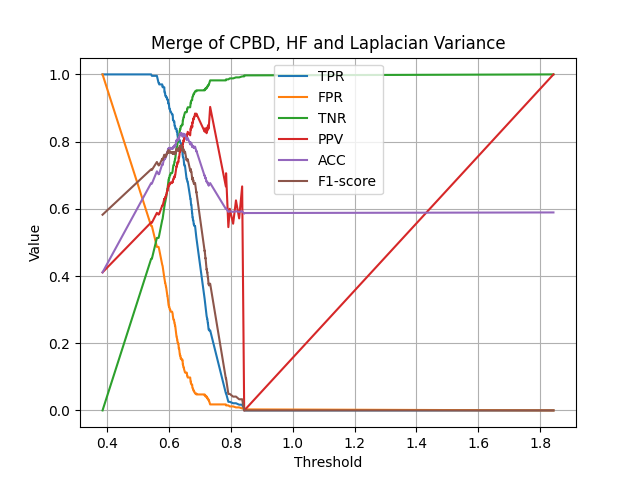 Merge of CPBD, HF and Laplacian Variance
TPR
FPR
TNR
PPV
ACC
F1-score
1.0
0.8
0.6
0.4
0.2
0.0
Value
0.4 0.6 0.8 1.0 1.2 1.4 1.6 1.8
Threshold